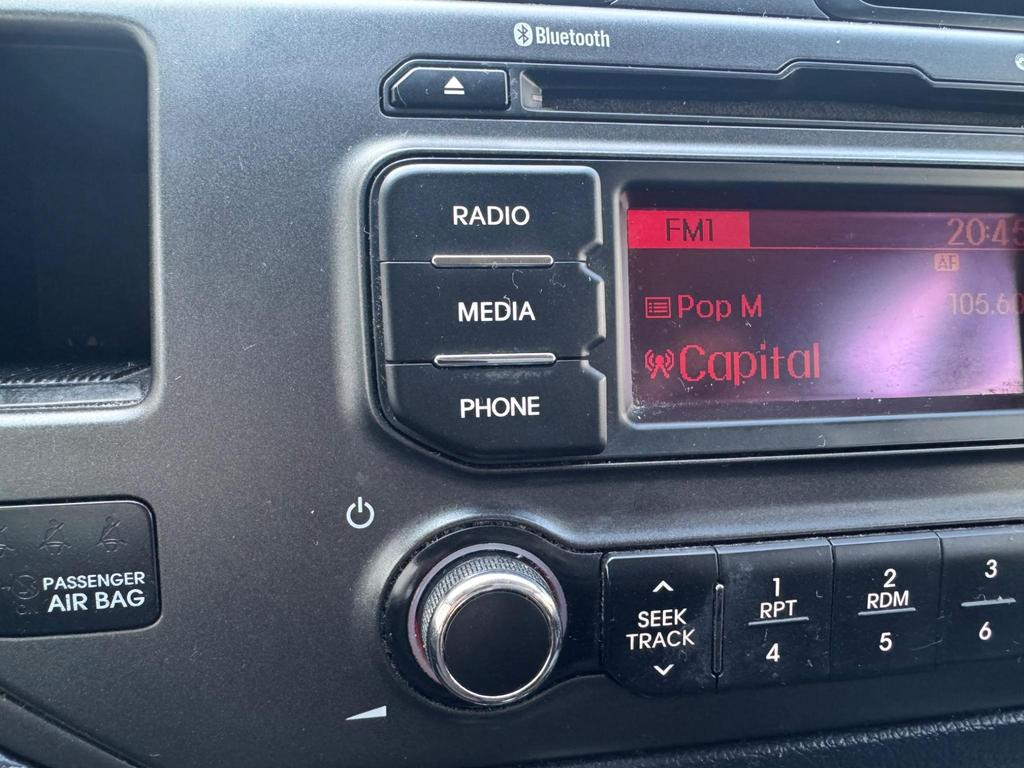 Bluetooth
RADIO
MEDIA
PHONE
FM1
20:45
AF
Pop M
105.60
Capital
PASSENGER
AIR BAG
SEEK
TRACK
1
RPT
4
2
RDM
5
3
6